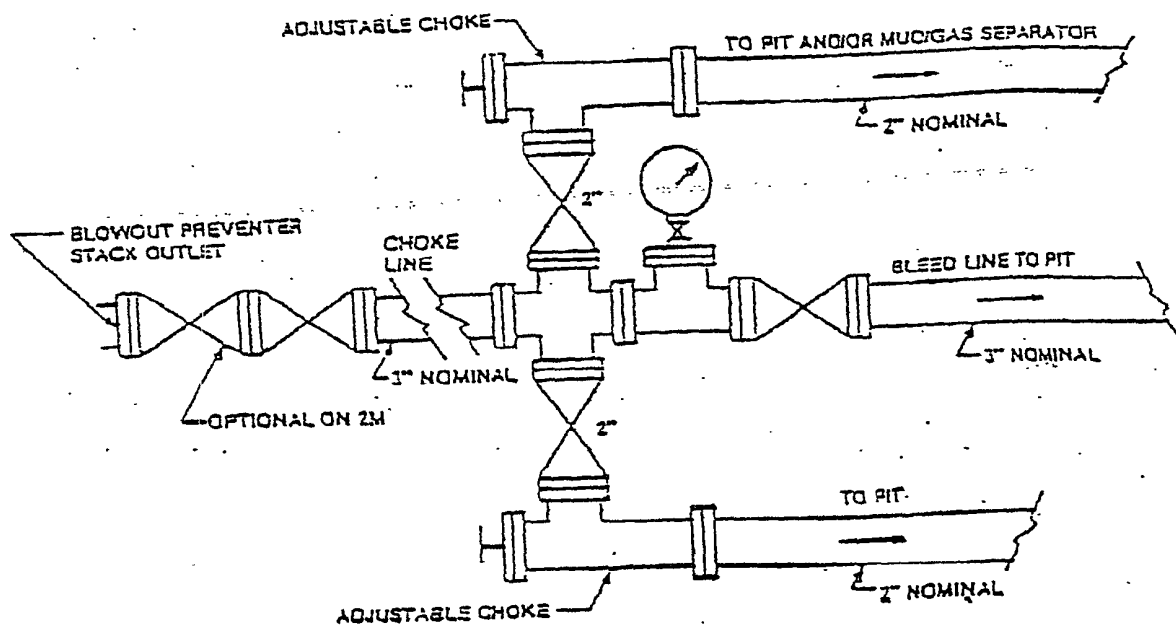 ADJUSTABLE CHOKE
TO PIT AND/OR MUD/GAS SEPARATOR
2" NOMINAL
2"
BLOWOUT PREVENTER
STACK OUTLET
CHOKE
LINE
BLEED LINE TO PIT
3" NOMINAL
3" NOMINAL
OPTIONAL ON 2M
2"
TO PIT
2" NOMINAL
ADJUSTABLE CHOKE